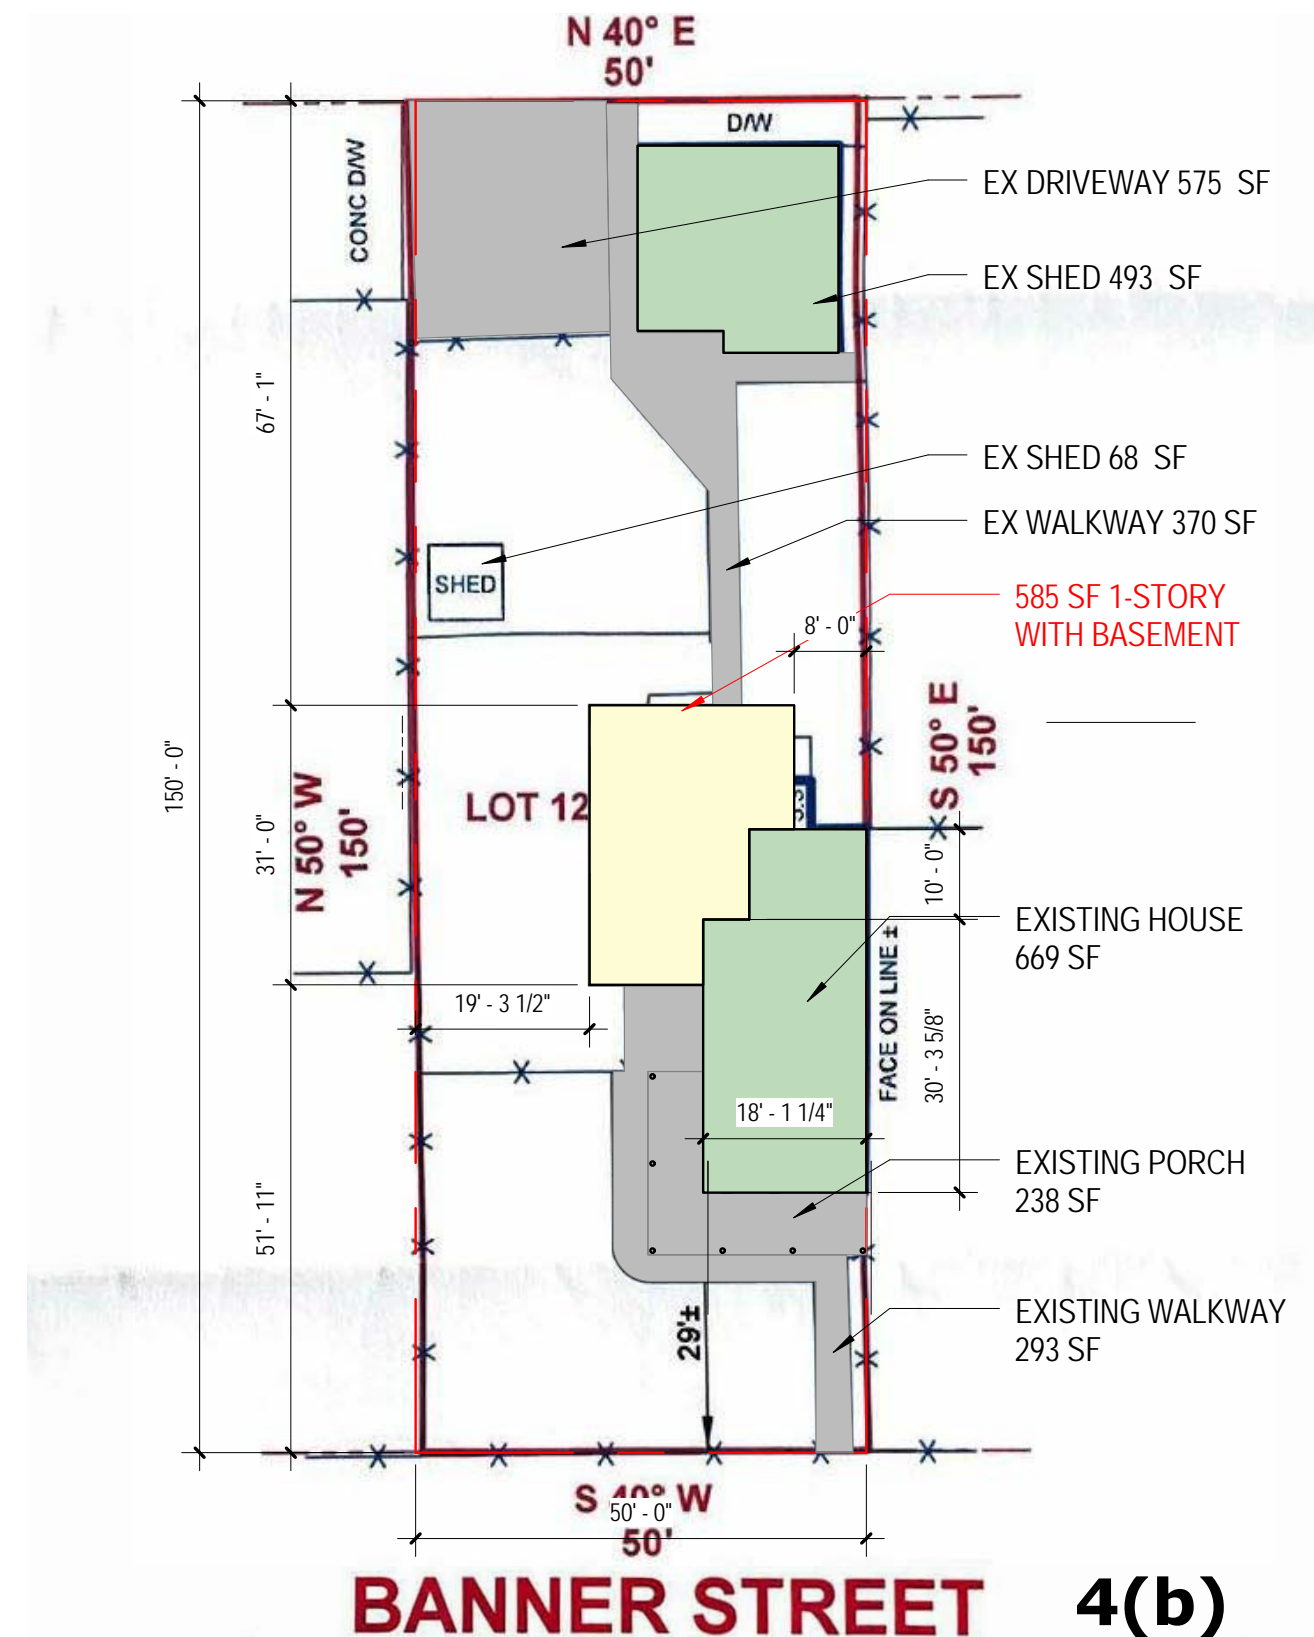 N 40° E
50'
D/W
CONC D/W
EX DRIVEWAY 575 SF
EX SHED 493 SF
67' - 1"
EX SHED 68 SF
EX WALKWAY 370 SF
SHED
585 SF 1-STORY
WITH BASEMENT
8' - 0"
S 50° E
150'
150' - 0"
N 50° W
150'
LOT 12
31' - 0"
10' - 0"
EXISTING HOUSE
669 SF
FACE ON LINE ±
19' - 3 1/2"
30' - 3 5/8"
18' - 1 1/4"
EXISTING PORCH
238 SF
51' - 11"
29'±
EXISTING WALKWAY
293 SF
S 40° W
50' - 0"
50'
BANNER STREET
4(b)